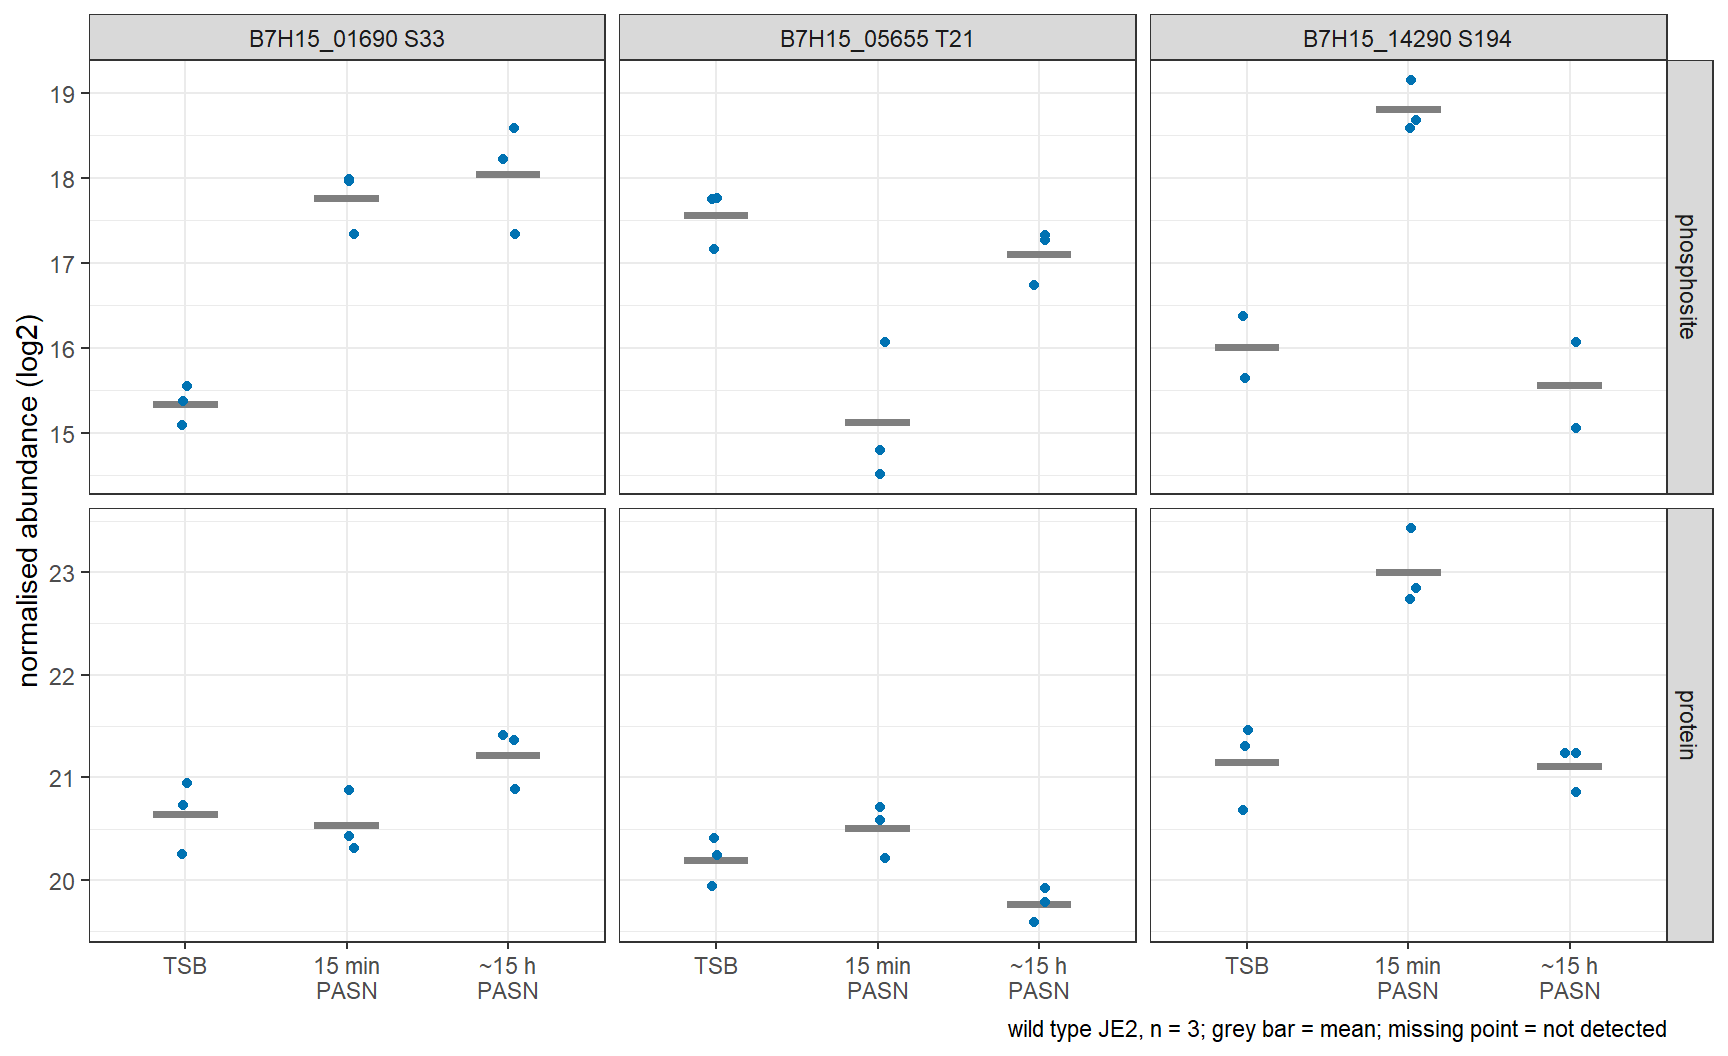 B7H15_01690 S33
B7H15_05655 T21
B7H15_14290 S194
normalised abundance (log2)
19
18
17
16
15
phosphosite
23
22
21
20
protein
TSB
15 min
PASN
~15 h
PASN
TSB
15 min
PASN
~15 h
PASN
TSB
15 min
PASN
~15 h
PASN
wild type JE2, n = 3; grey bar = mean; missing point = not detected